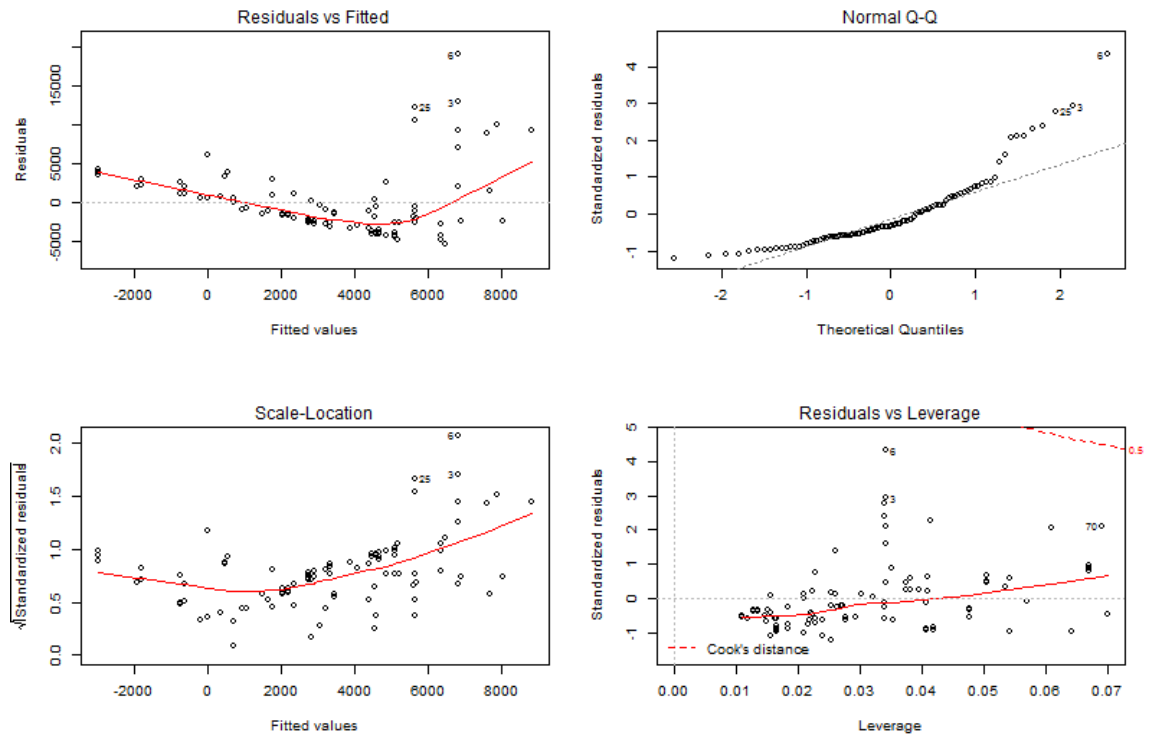 Residuals vs Fitted
Residuals
-5000 0 5000 15000
6
3
25
-2000 0 2000 4000 6000 8000
Fitted values
Normal Q-Q
Standardized residuals
-1 0 1 2 3 4
6
25 3
-2 -1 0 1 2
Theoretical Quantiles
Scale-Location
√|Standardized residuals|
0.0 0.5 1.0 1.5 2.0
6
3
25
-2000 0 2000 4000 6000 8000
Fitted values
Residuals vs Leverage
Standardized residuals
-1 0 1 2 3 4 5
6
3
70
0.5
Cook's distance
0.00 0.01 0.02 0.03 0.04 0.05 0.06 0.07
Leverage